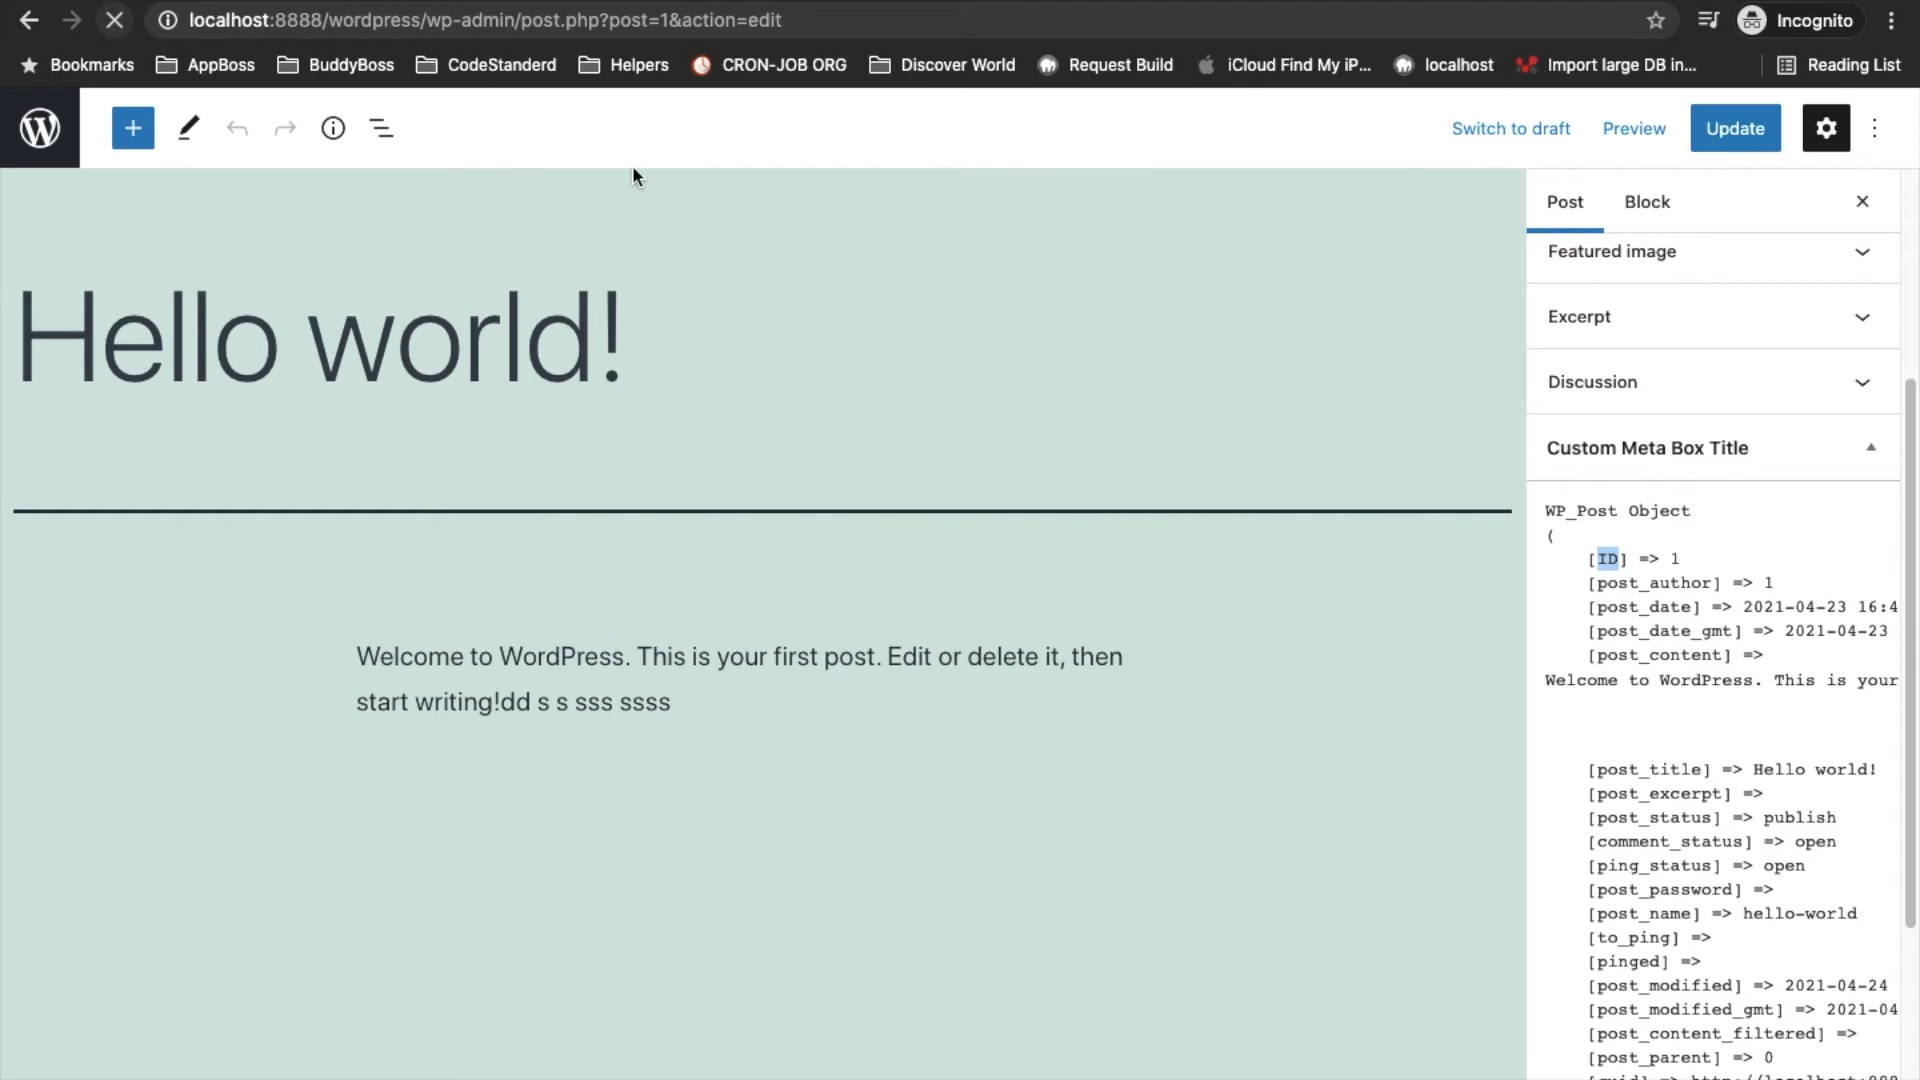 localhost:8888/wordpress/wp-admin/post.php?post=1&action=edit
Incognito
Bookmarks AppBoss BuddyBoss CodeStanderd Helpers CRON-JOB ORG Discover World Request Build iCloud Find My iP... localhost Import large DB in... Reading List
Switch to draft Preview Update
Post Block
Featured image
Hello world!
Excerpt
Discussion
Custom Meta Box Title
WP_Post Object
(
[ID] => 1
[post_author] => 1
[post_date] => 2021-04-23 16:4
[post_date_gmt] => 2021-04-23
[post_content] =>
Welcome to WordPress. This is your
Welcome to WordPress. This is your first post. Edit or delete it, then
start writing!dd s s sss ssss
[post_title] => Hello world!
[post_excerpt] =>
[post_status] => publish
[comment_status] => open
[ping_status] => open
[post_password] =>
[post_name] => hello-world
[to_ping] =>
[pinged] =>
[post_modified] => 2021-04-24
[post_modified_gmt] => 2021-04
[post_content_filtered] =>
[post_parent] => 0